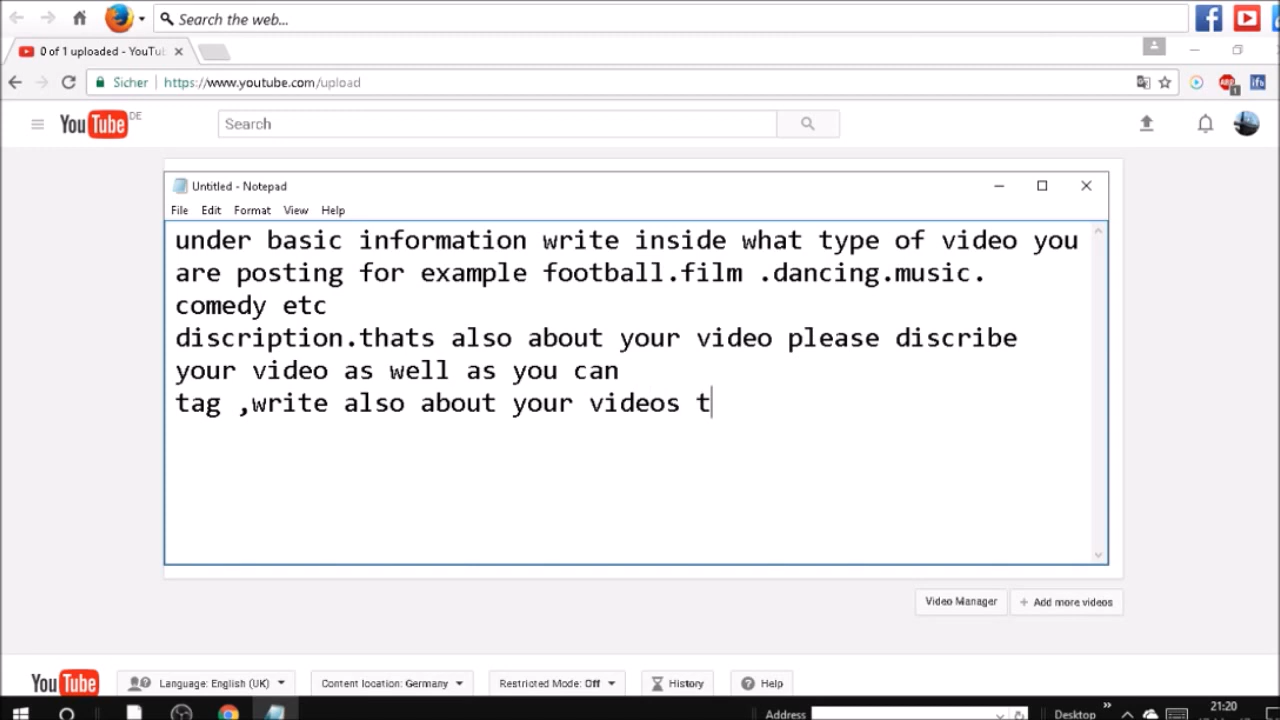 Search the web...
0 of 1 uploaded - YouTu
Sicher https://www.youtube.com/upload
YouTube DE Search
Untitled - Notepad
File Edit Format View Help
under basic information write inside what type of video you
are posting for example football.film .dancing.music.
comedy etc
discription.thats also about your video please discribe
your video as well as you can
tag ,write also about your videos t
Video Manager + Add more videos
YouTube Language: English (UK) Content location: Germany Restricted Mode: Off History Help
Address Desktop 21:20